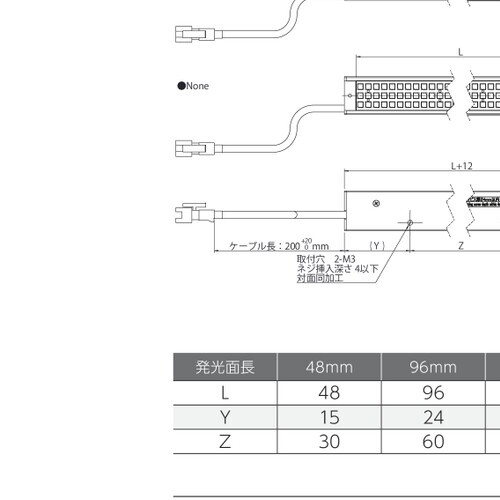 L
●None
L+12
ケーブル長：200 +20 0 mm
(Y)
Z
取付穴 2-M3
ネジ挿入深さ 4以下
対面同加工
発光面長 48mm 96mm
L 48 96
Y 15 24
Z 30 60